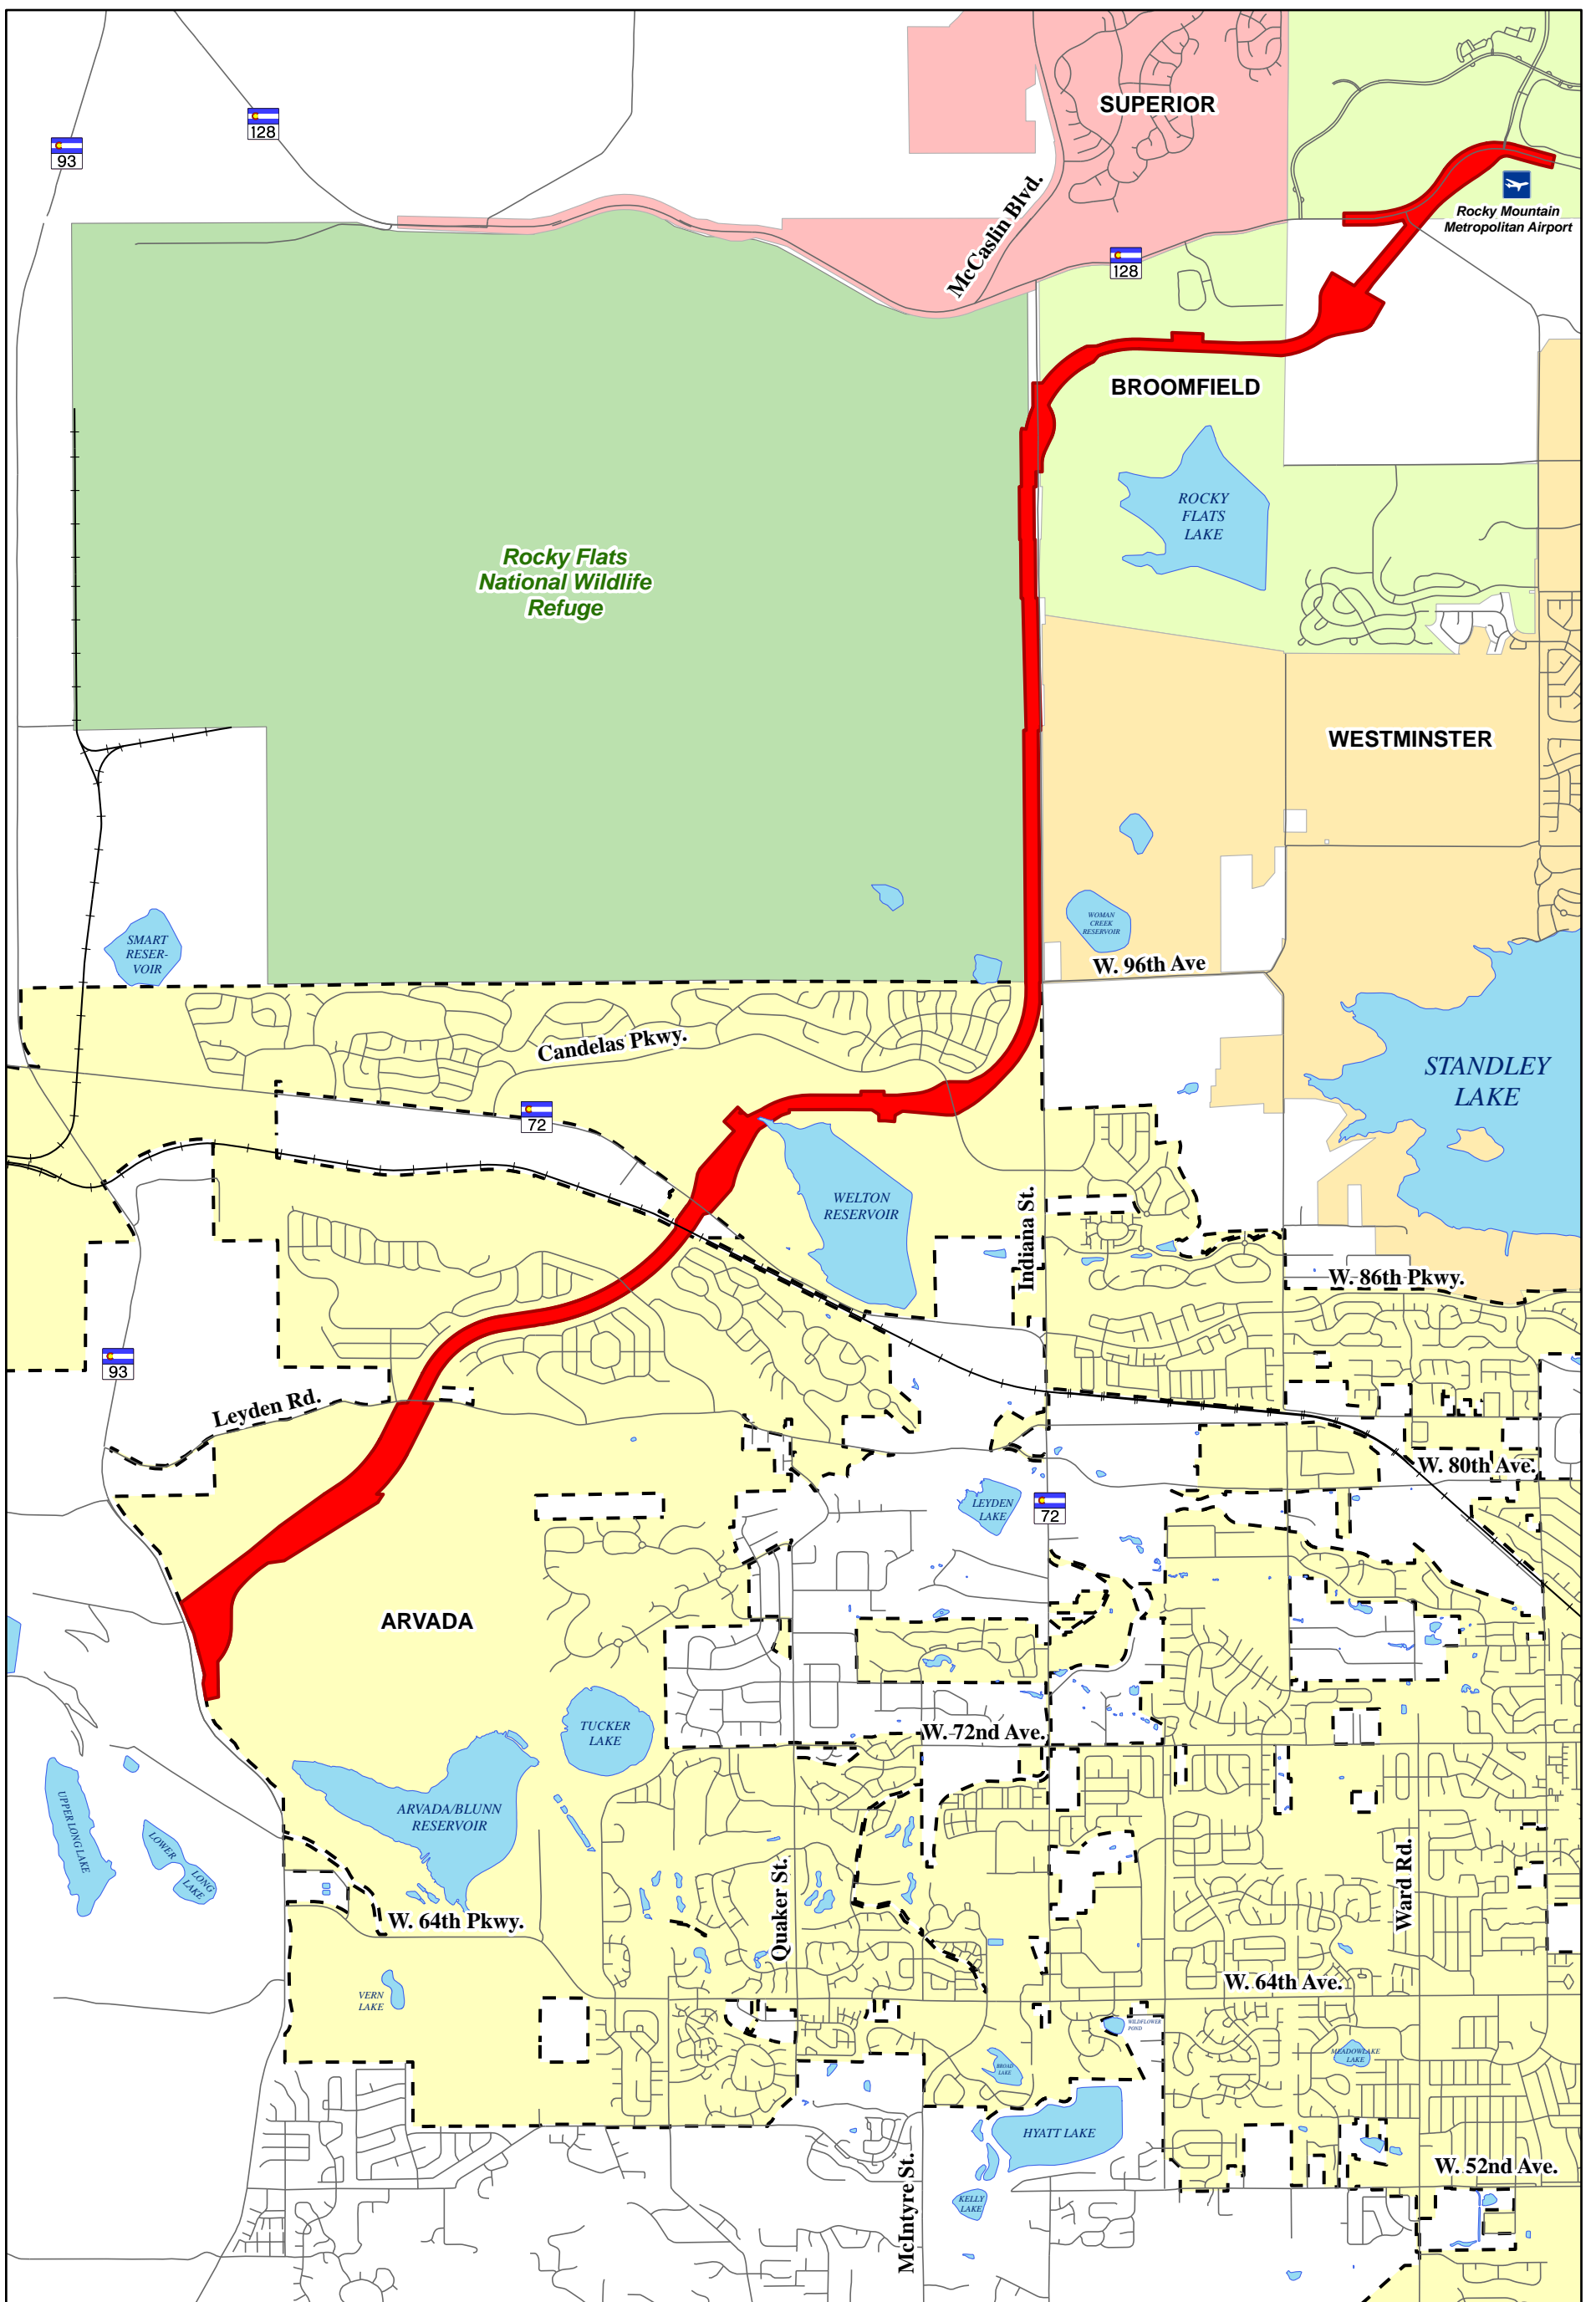 SUPERIOR
128
93
McCaslin Blvd.
Rocky Mountain
Metropolitan Airport
128
BROOMFIELD
ROCKY
FLATS
LAKE
Rocky Flats
National Wildlife
Refuge
WESTMINSTER
WOMAN
CREEK
RESERVOIR
SMART
RESER-
VOIR
W. 96th Ave
Candelas Pkwy.
STANDLEY
LAKE
72
WELTON
RESERVOIR
Indiana St.
W. 86th Pkwy.
93
Leyden Rd.
W. 80th Ave.
LEYDEN
LAKE
72
ARVADA
TUCKER
LAKE
W. 72nd Ave.
ARVADA/BLUNN
RESERVOIR
UPPER LONG LAKE
LOWER
LONG
LAKE
Quaker St.
Ward Rd.
W. 64th Pkwy.
W. 64th Ave.
VERN
LAKE
WILDFLOWER
POND
MEADOWLAKE
LAKE
BROAD
LAKE
HYATT LAKE
W. 52nd Ave.
McIntyre St.
KELLY
LAKE